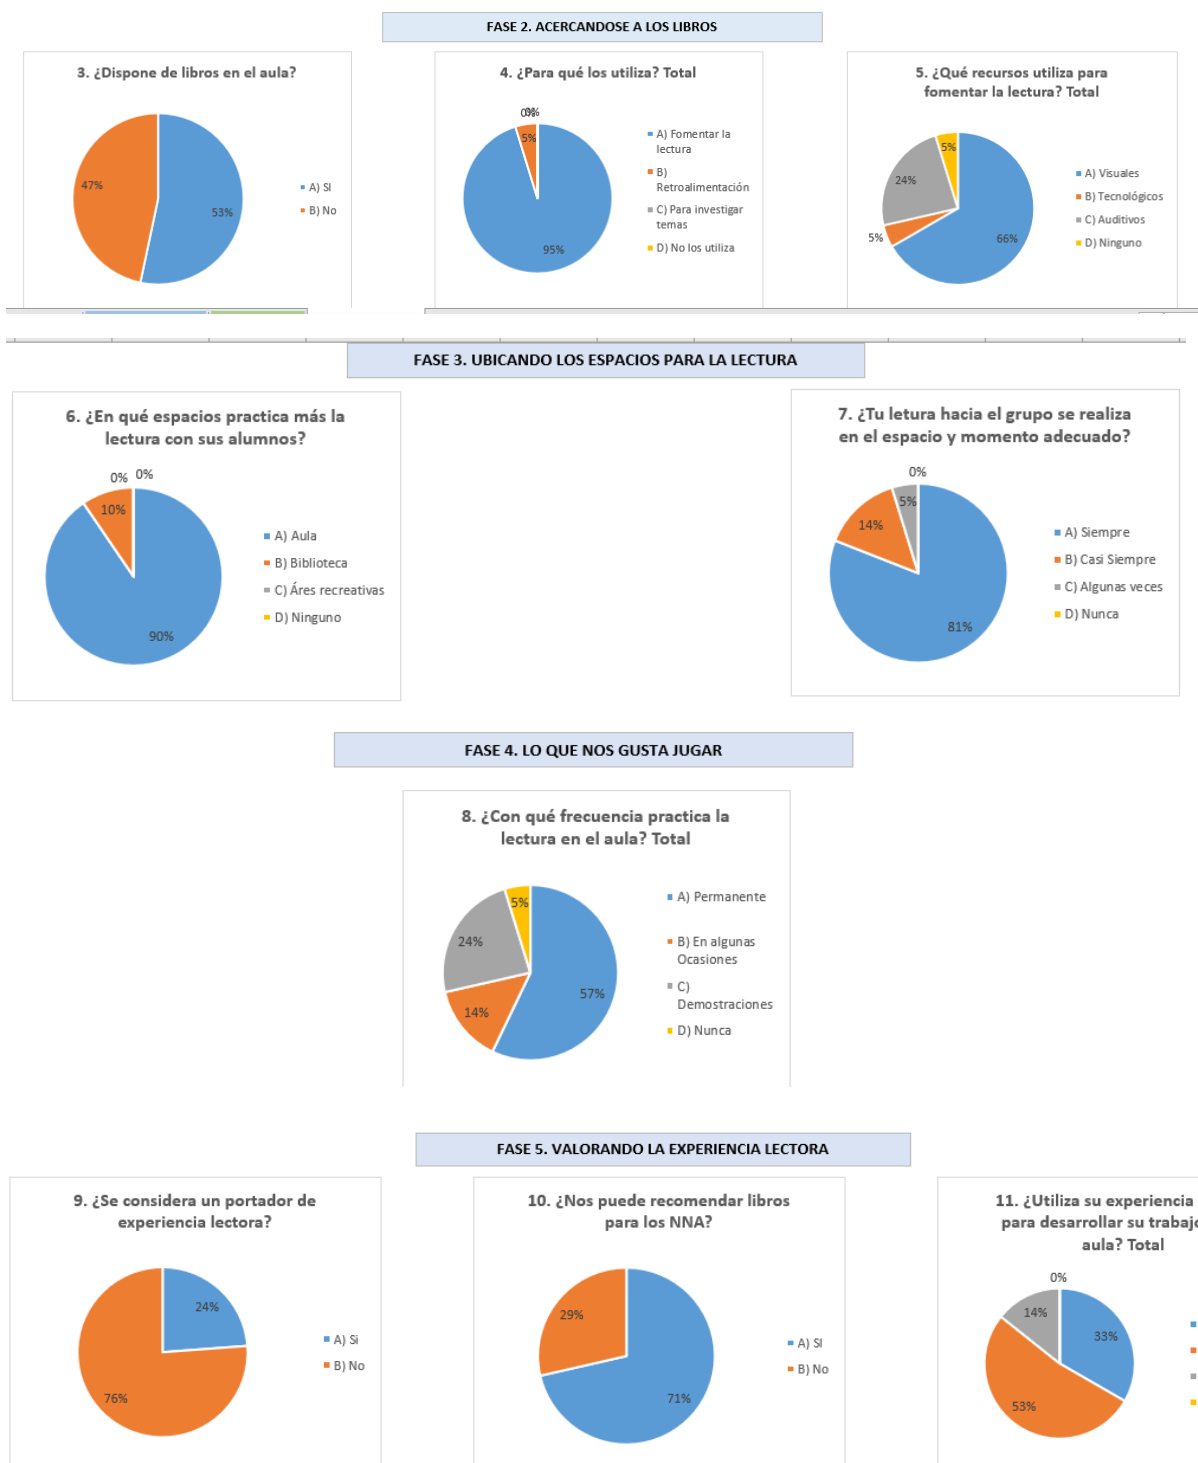 FASE 2. ACERCANDOSE A LOS LIBROS
3. ¿Dispone de libros en el aula?
47%
53%
A) SI
B) No
4. ¿Para qué los utiliza? Total
0%
0%
5%
95%
A) Fomentar la
lectura
B)
Retroalimentación
C) Para investigar
temas
D) No los utiliza
5. ¿Qué recursos utiliza para
fomentar la lectura? Total
5%
24%
5%
66%
A) Visuales
B) Tecnológicos
C) Auditivos
D) Ninguno
FASE 3. UBICANDO LOS ESPACIOS PARA LA LECTURA
6. ¿En qué espacios practica más la
lectura con sus alumnos?
0% 0%
10%
90%
A) Aula
B) Biblioteca
C) Áres recreativas
D) Ninguno
7. ¿Tu letura hacia el grupo se realiza
en el espacio y momento adecuado?
0%
5%
14%
81%
A) Siempre
B) Casi Siempre
C) Algunas veces
D) Nunca
FASE 4. LO QUE NOS GUSTA JUGAR
8. ¿Con qué frecuencia practica la
lectura en el aula? Total
5%
24%
14%
57%
A) Permanente
B) En algunas
Ocasiones
C)
Demostraciones
D) Nunca
FASE 5. VALORANDO LA EXPERIENCIA LECTORA
9. ¿Se considera un portador de
experiencia lectora?
24%
76%
A) Si
B) No
10. ¿Nos puede recomendar libros
para los NNA?
29%
71%
A) SI
B) No
11. ¿Utiliza su experiencia
para desarrollar su trabajo
aula? Total
0%
14%
33%
53%